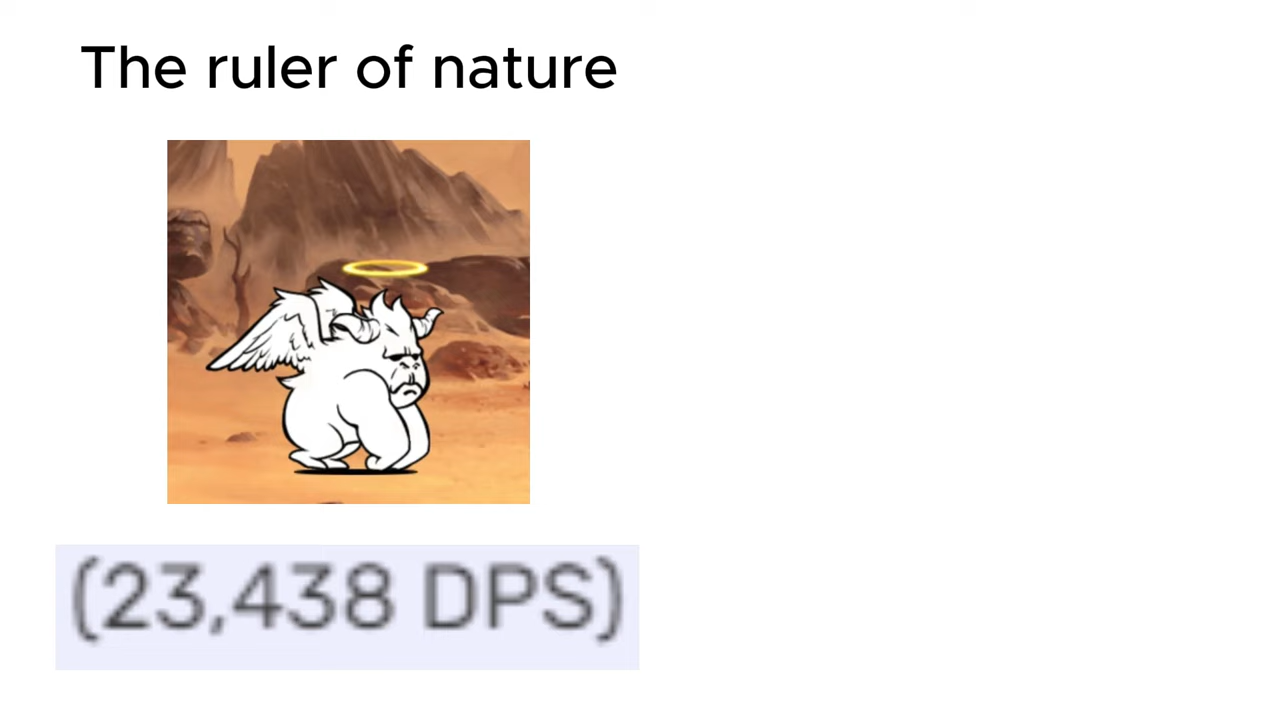 The ruler of nature
(23,438 DPS)